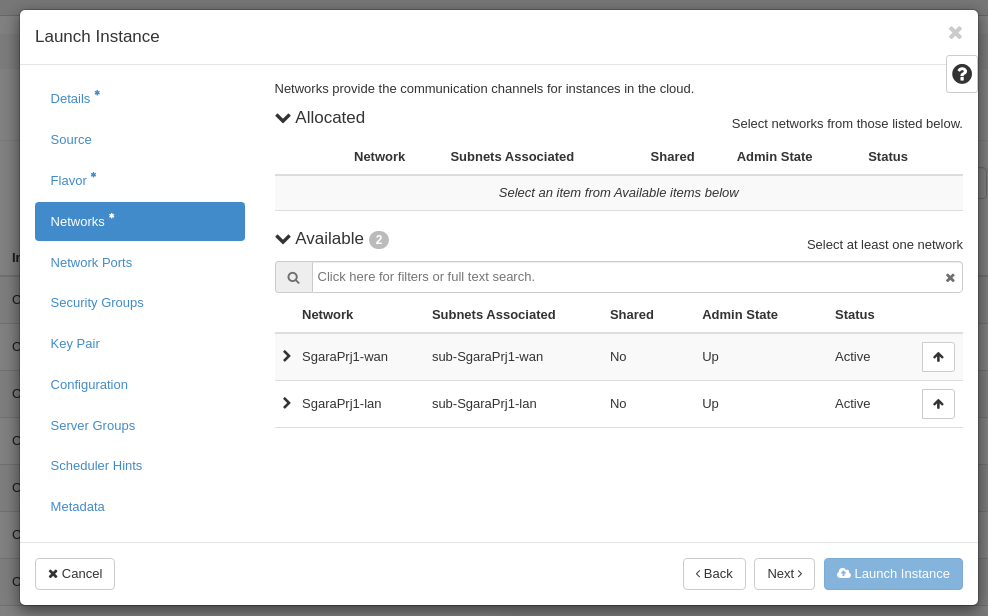 Launch Instance
Details *
Source
Flavor *
Networks *
Network Ports
Security Groups
Key Pair
Configuration
Server Groups
Scheduler Hints
Metadata
Networks provide the communication channels for instances in the cloud.
Allocated
Select networks from those listed below.
Network Subnets Associated Shared Admin State Status
Select an item from Available items below
Available 2
Select at least one network
Click here for filters or full text search.
Network Subnets Associated Shared Admin State Status
SgaraPrj1-wan sub-SgaraPrj1-wan No Up Active
SgaraPrj1-lan sub-SgaraPrj1-lan No Up Active
Cancel
Back Next Launch Instance